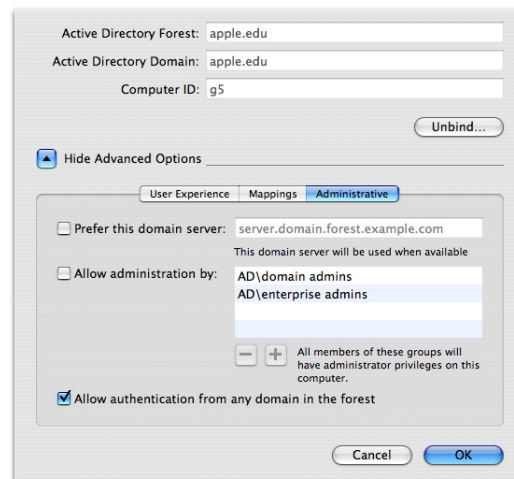 Active Directory Forest: apple.edu
Active Directory Domain: apple.edu
Computer ID: g5
Unbind...
Hide Advanced Options
User Experience Mappings Administrative
Prefer this domain server: server.domain.forest.example.com
This domain server will be used when available
Allow administration by: AD\domain admins
AD\enterprise admins
All members of these groups will
have administrator privileges on this
computer.
Allow authentication from any domain in the forest
Cancel OK